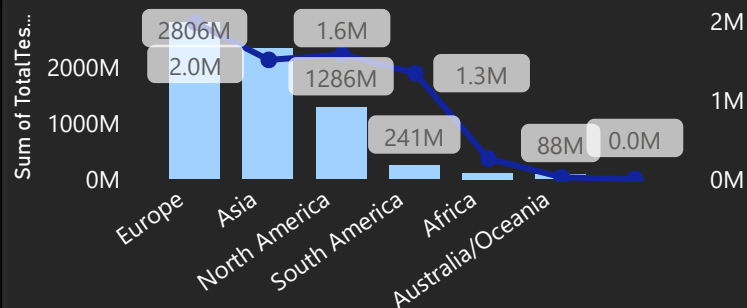 Sum of TotalTes...
2000M
1000M
0M
2806M
2.0M
1.6M
1286M
1.3M
241M
88M
0.0M
2M
1M
0M
Europe
Asia
North America
South America
Africa
Australia/Oceania